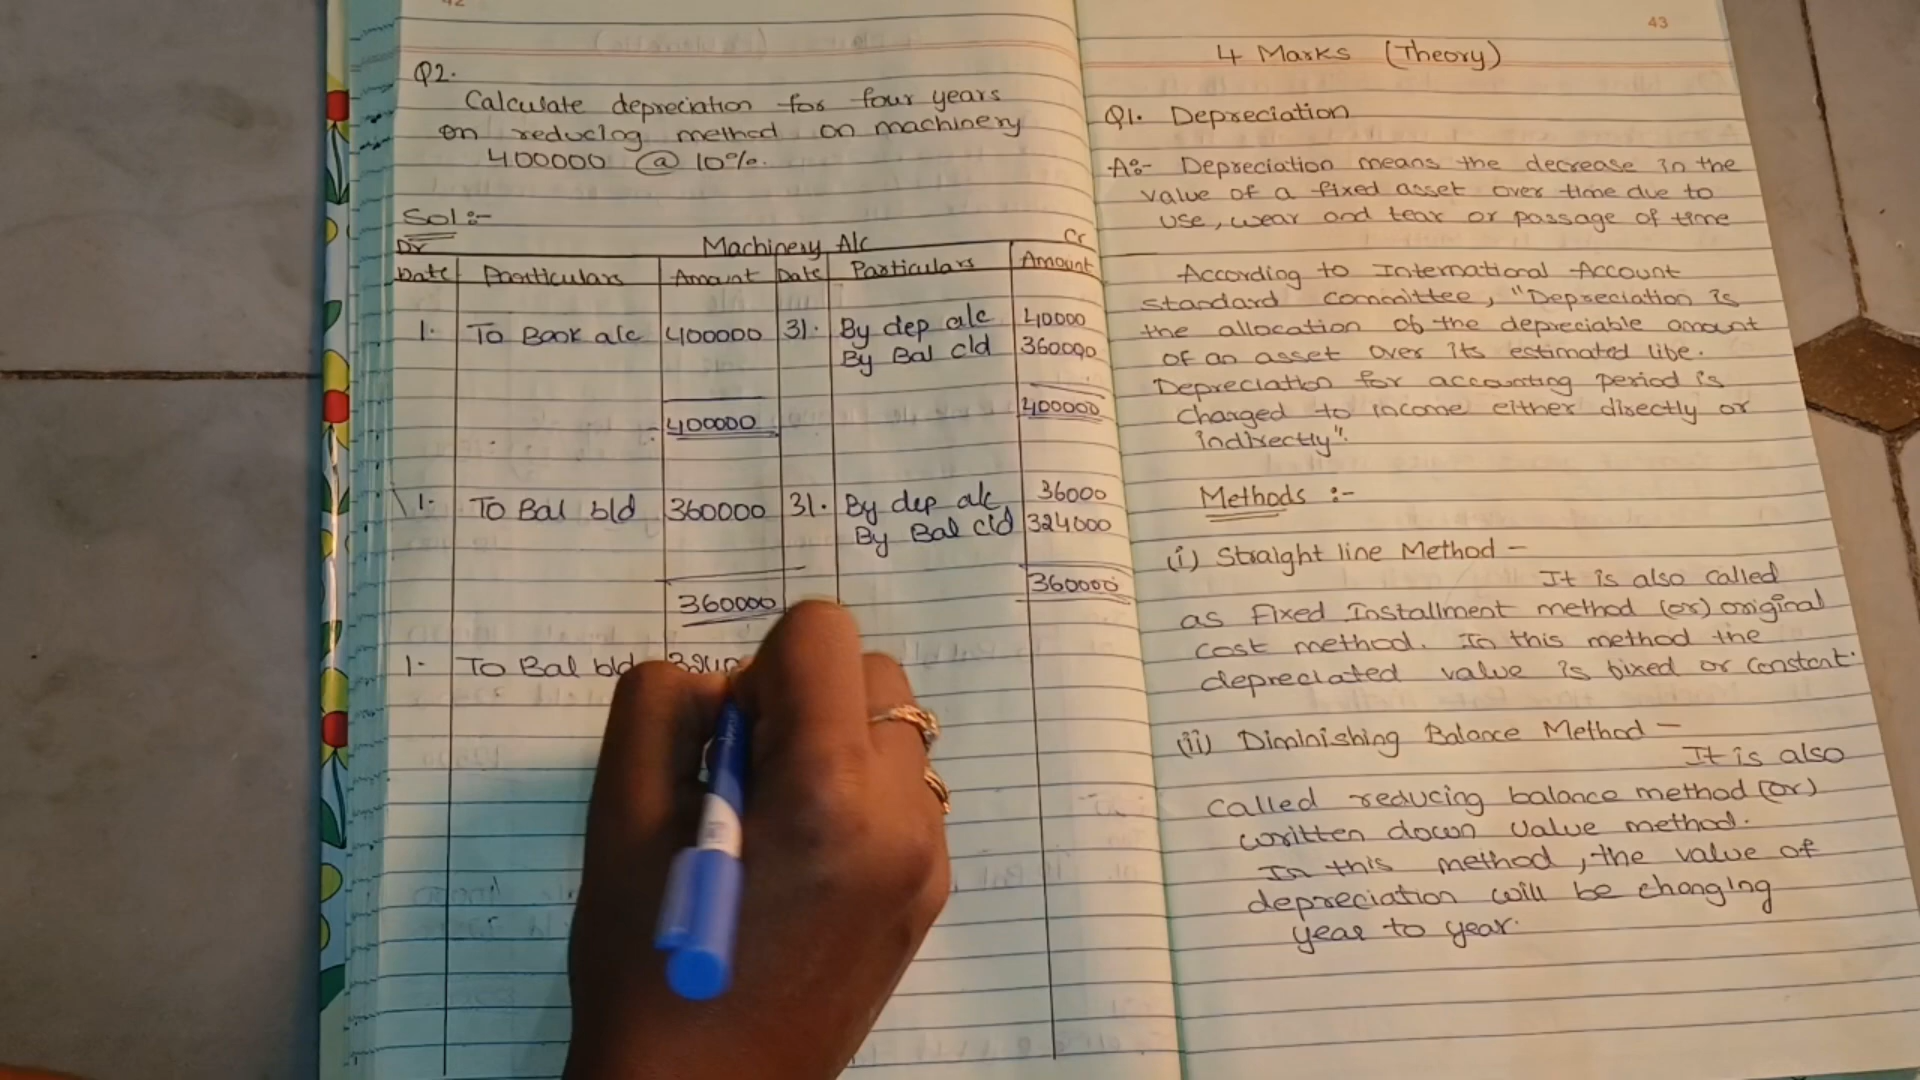 42
Q2.
Calculate depreciation for four years
on reducing method on machinery
400000 @ 10%.
Sol :-
Dr Machinery A/c Cr
Date Particulars Amount Date Particulars Amount
1. To Book a/c 400000 31. By dep a/c 40000
By Bal c/d 360000
400000 400000
1. To Bal b/d 360000 31. By dep a/c 36000
By Bal c/d 324000
360000 360000
1. To Bal b/d
43
4 Marks (Theory)
Q1. Depreciation
A:- Depreciation means the decrease in the
value of a fixed asset over time due to
use, wear and tear or passage of time
According to International Account
standard committee, "Depreciation is
the allocation of the depreciable amount
of an asset over its estimated life.
Depreciation for accounting period is
charged to income either directly or
indirectly".
Methods :-
(i) Straight line Method -
It is also called
as Fixed Installment method (or) original
cost method. In this method the
depreciated value is fixed or constant.
(ii) Diminishing Balance Method -
It is also
called reducing balance method (or)
written down value method.
In this method, the value of
depreciation will be changing
year to year.